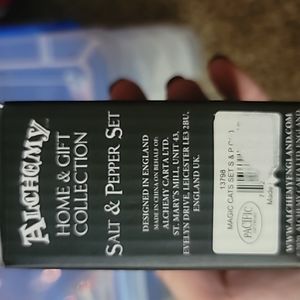 ALCHEMY
HOME & GIFT
COLLECTION
SALT & PEPPER SET
DESIGNED IN ENGLAND
MADE IN CHINA ON BEHALF OF:
ALCHEMY CARTA LTD.
ST. MARY'S MILL, UNIT 43,
EVELYN DRIVE, LEICESTER LE3 2BU,
ENGLAND UK.
13798
MAGIC CATS SET S & P
PACIFIC
WWW.ALCHEMYENGLAND.COM